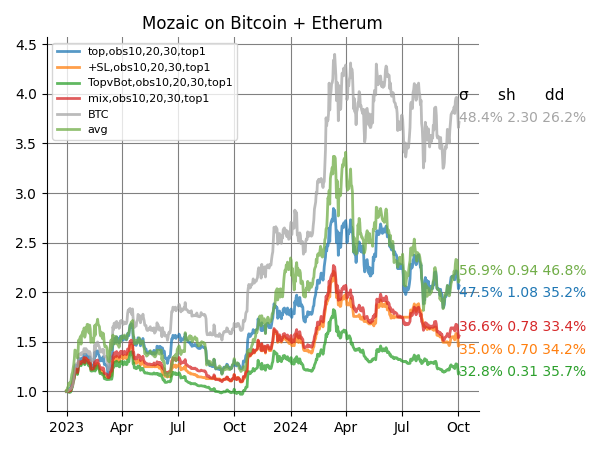 Mozaic on Bitcoin + Etherum
4.5
4.0
3.5
3.0
2.5
2.0
1.5
1.0
top,obs10,20,30,top1
+SL,obs10,20,30,top1
TopvBot,obs10,20,30,top1
mix,obs10,20,30,top1
BTC
avg
σ sh dd
48.4% 2.30 26.2%
56.9% 0.94 46.8%
47.5% 1.08 35.2%
36.6% 0.78 33.4%
35.0% 0.70 34.2%
32.8% 0.31 35.7%
2023 Apr Jul Oct 2024 Apr Jul Oct